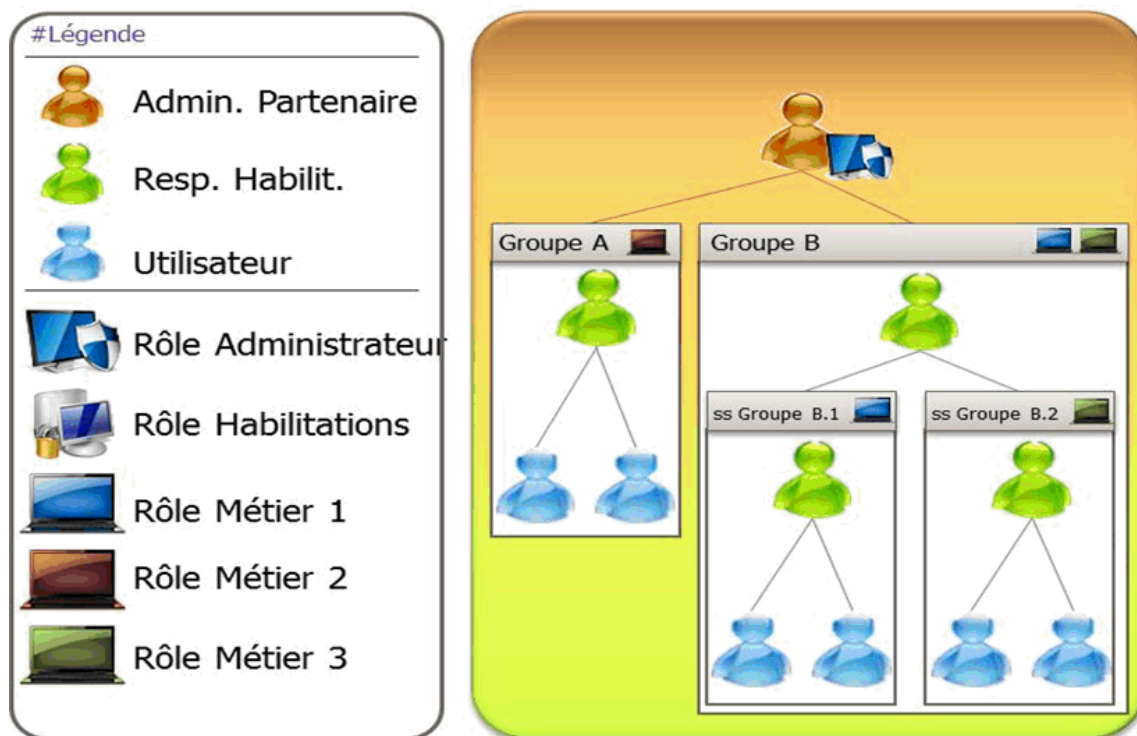 #Légende
Admin. Partenaire
Resp. Habilit.
Utilisateur
Rôle Administrateur
Rôle Habilitations
Rôle Métier 1
Rôle Métier 2
Rôle Métier 3
Groupe A
Groupe B
ss Groupe B.1
ss Groupe B.2